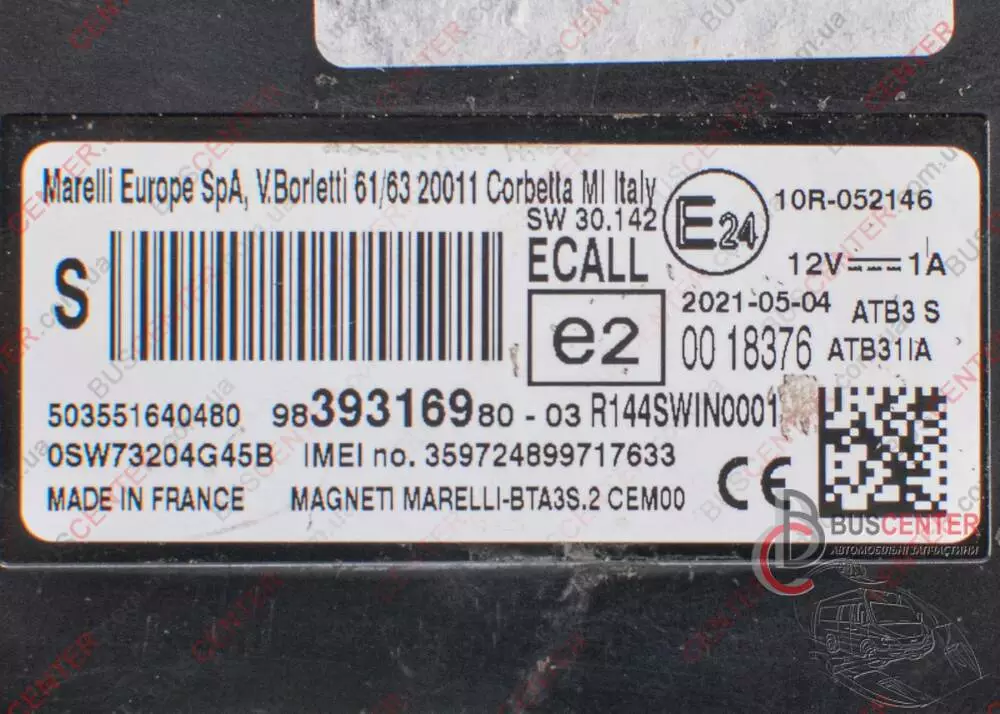 Marelli Europe SpA, V.Borletti 61/63 20011 Corbetta MI Italy
SW 30.142
ECALL
E24
10R-052146
12V 1A
S
e2
2021-05-04
ATB3 S
00 18376
ATB31IA
503551640480
9839316980 - 03
R144SWIN0001
0SW73204G45B
IMEI no. 359724899717633
MADE IN FRANCE
MAGNETI MARELLI-BTA3S.2 CEM00
CE
BUSCENTER
АВТОМОБІЛЬНІ ЗАПЧАСТИНИ